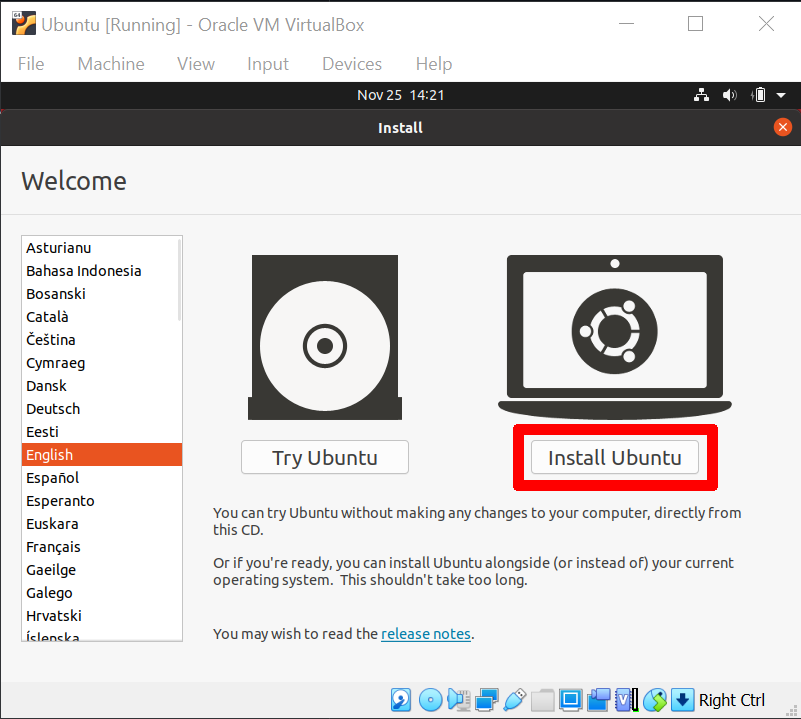 Ubuntu [Running] - Oracle VM VirtualBox
File Machine View Input Devices Help
Nov 25 14:21
Install
Welcome
Asturianu
Bahasa Indonesia
Bosanski
Català
Čeština
Cymraeg
Dansk
Deutsch
Eesti
English
Español
Esperanto
Euskara
Français
Gaeilge
Galego
Hrvatski
Íslenska
Try Ubuntu
Install Ubuntu
You can try Ubuntu without making any changes to your computer, directly from
this CD.
Or if you're ready, you can install Ubuntu alongside (or instead of) your current
operating system. This shouldn't take too long.
You may wish to read the release notes.
Right Ctrl